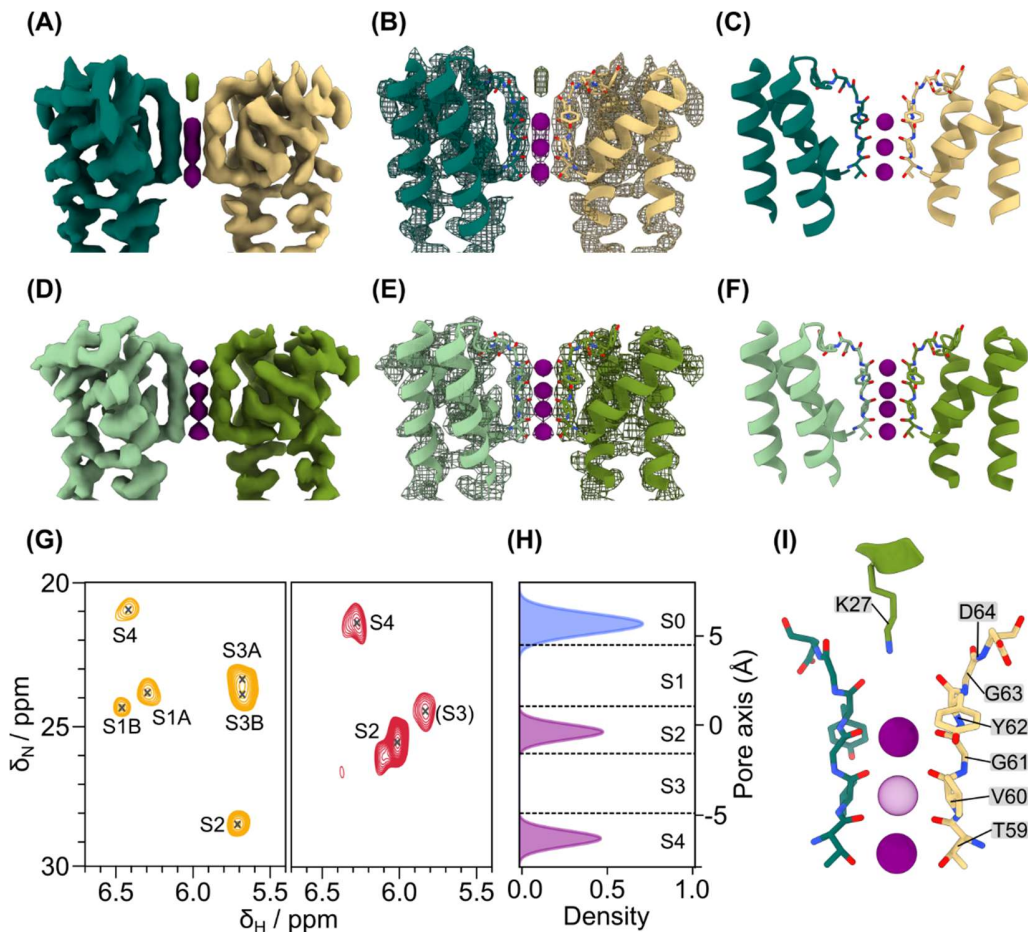 (A)
(B)
(C)
(D)
(E)
(F)
(G)
20
25
30
δN / ppm
S4
S3A
S1B
S1A
S3B
S2
6.5
6.0
5.5
S4
S2
(S3)
6.5
6.0
5.5
δH / ppm
(H)
S0
S1
S2
S3
S4
5
0
-5
Pore axis (Å)
0.0
0.5
1.0
Density
(I)
K27
D64
G63
Y62
G61
V60
T59